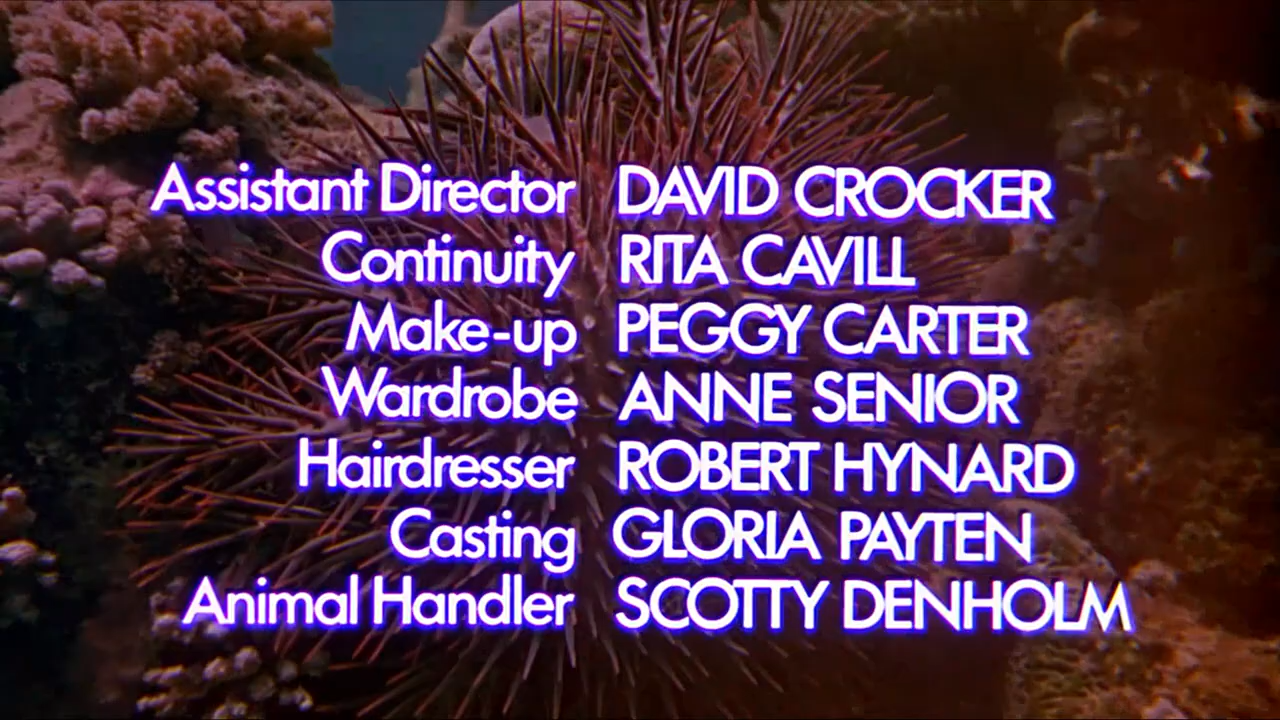 Assistant Director DAVID CROCKER
Continuity RITA CAVILL
Make-up PEGGY CARTER
Wardrobe ANNE SENIOR
Hairdresser ROBERT HYNARD
Casting GLORIA PAYTEN
Animal Handler SCOTTY DENHOLM